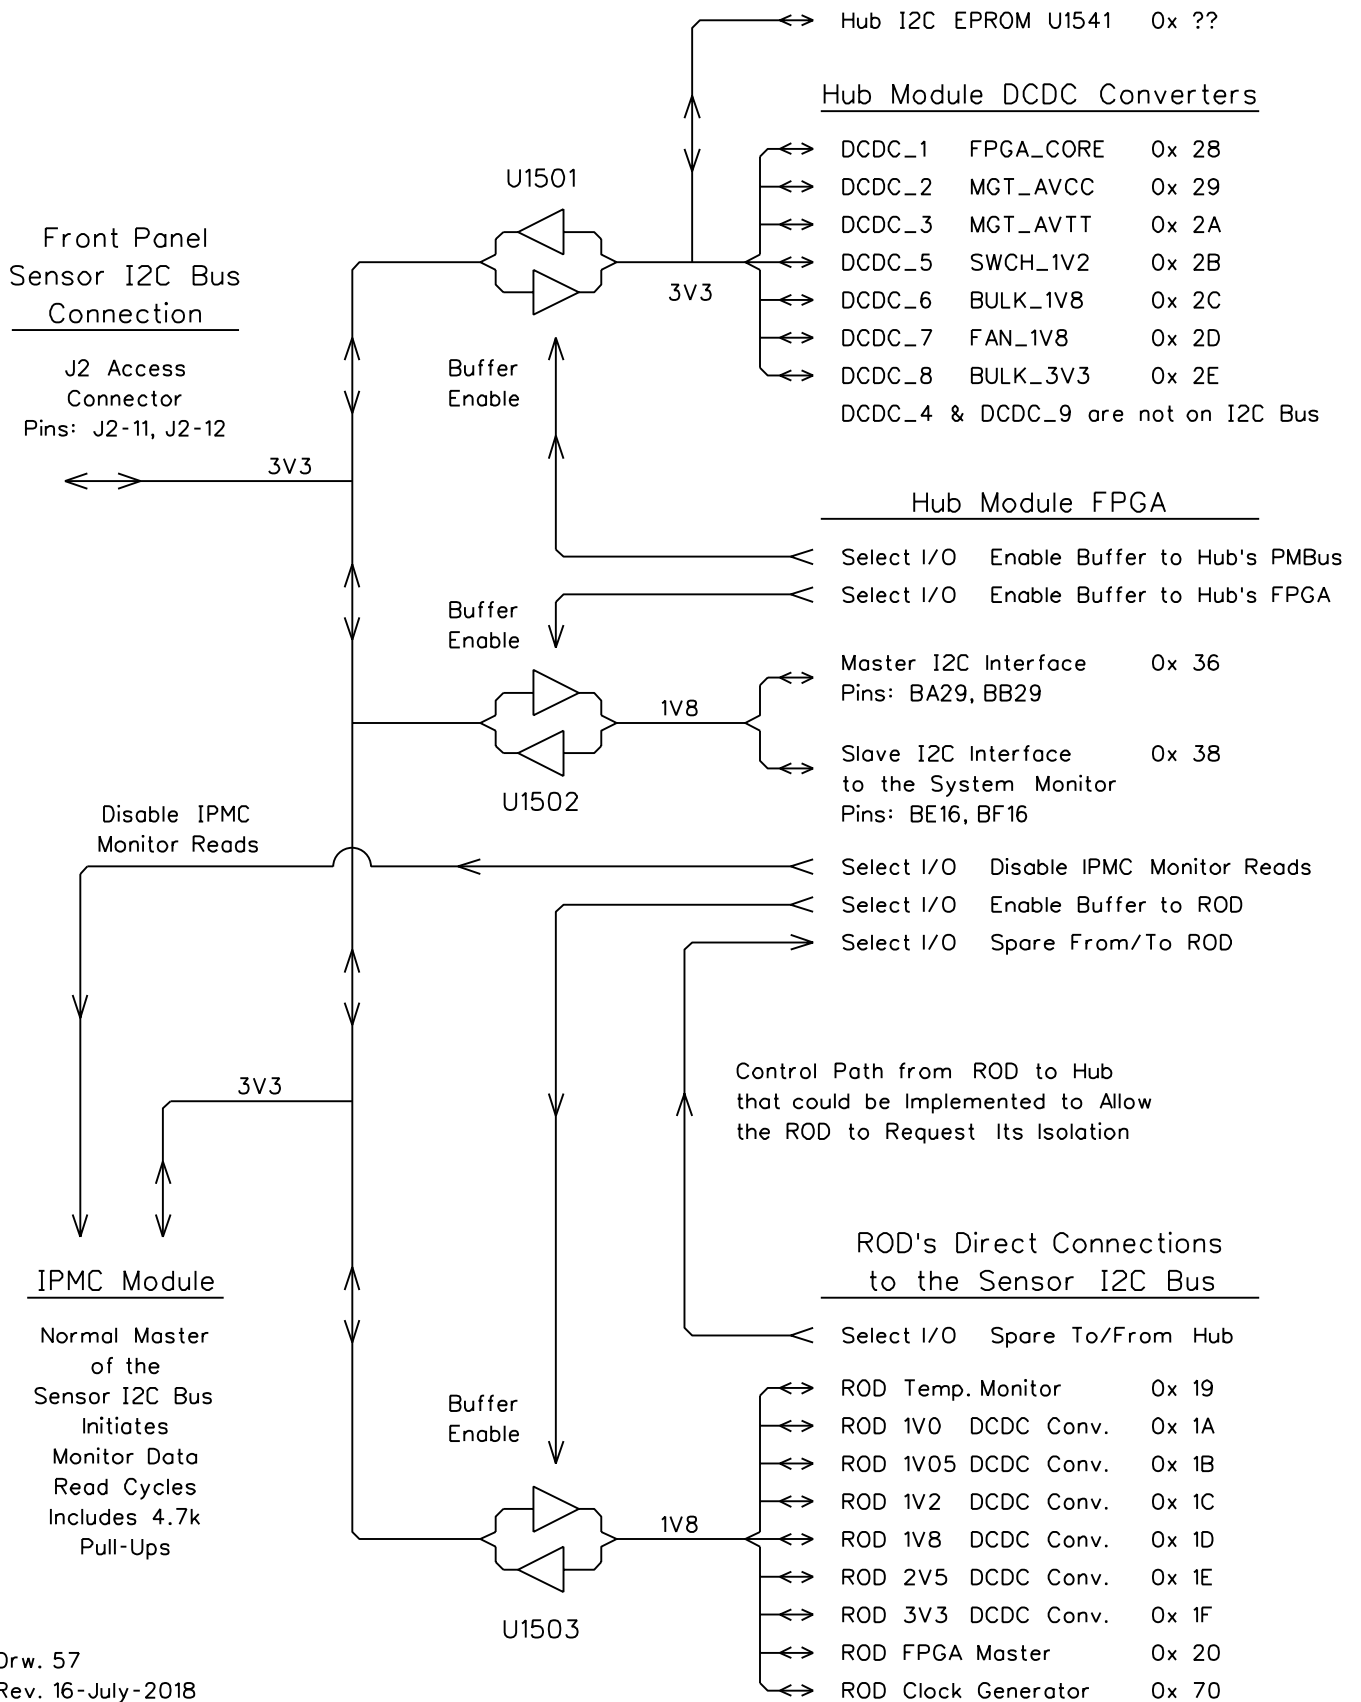 Hub I2C EPROM U1541 0x ??
Hub Module DCDC Converters
DCDC_1 FPGA_CORE 0x 28
DCDC_2 MGT_AVCC 0x 29
DCDC_3 MGT_AVTT 0x 2A
DCDC_5 SWCH_1V2 0x 2B
DCDC_6 BULK_1V8 0x 2C
DCDC_7 FAN_1V8 0x 2D
DCDC_8 BULK_3V3 0x 2E
DCDC_4 & DCDC_9 are not on I2C Bus
U1501
3V3
Buffer
Enable
Front Panel
Sensor I2C Bus
Connection
J2 Access
Connector
Pins: J2-11, J2-12
3V3
Hub Module FPGA
Select I/O Enable Buffer to Hub's PMBus
Select I/O Enable Buffer to Hub's FPGA
Buffer
Enable
Master I2C Interface 0x 36
Pins: BA29, BB29
1V8
Slave I2C Interface 0x 38
to the System Monitor
Pins: BE16, BF16
U1502
Disable IPMC
Monitor Reads
Select I/O Disable IPMC Monitor Reads
Select I/O Enable Buffer to ROD
Select I/O Spare From/To ROD
Control Path from ROD to Hub
that could be Implemented to Allow
the ROD to Request Its Isolation
3V3
IPMC Module
Normal Master
of the
Sensor I2C Bus
Initiates
Monitor Data
Read Cycles
Includes 4.7k
Pull-Ups
ROD's Direct Connections
to the Sensor I2C Bus
Select I/O Spare To/From Hub
Buffer
Enable
ROD Temp. Monitor 0x 19
ROD 1V0 DCDC Conv. 0x 1A
ROD 1V05 DCDC Conv. 0x 1B
ROD 1V2 DCDC Conv. 0x 1C
ROD 1V8 DCDC Conv. 0x 1D
ROD 2V5 DCDC Conv. 0x 1E
ROD 3V3 DCDC Conv. 0x 1F
ROD FPGA Master 0x 20
ROD Clock Generator 0x 70
1V8
U1503
Drw. 57
Rev. 16-July-2018